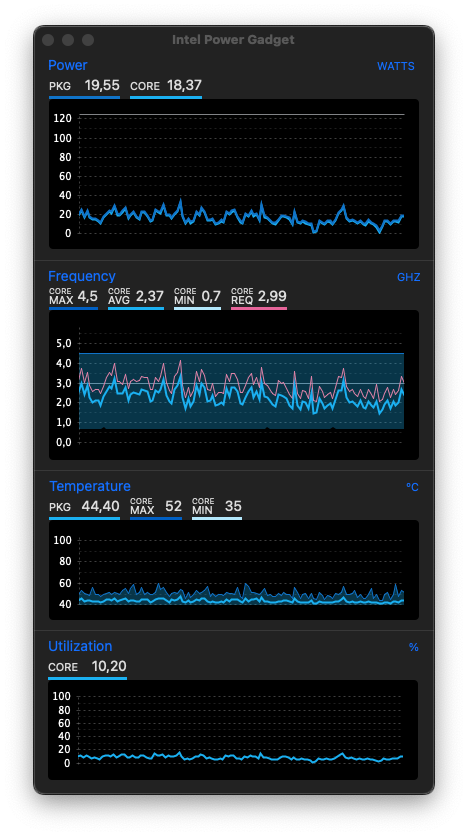 Intel Power Gadget
Power WATTS
PKG 19,55 CORE 18,37
120
100
80
60
40
20
0
Frequency GHZ
CORE MAX 4,5 CORE AVG 2,37 CORE MIN 0,7 CORE REQ 2,99
5,0
4,0
3,0
2,0
1,0
0,0
Temperature °C
PKG 44,40 CORE MAX 52 CORE MIN 35
100
80
60
40
Utilization %
CORE 10,20
100
80
60
40
20
0